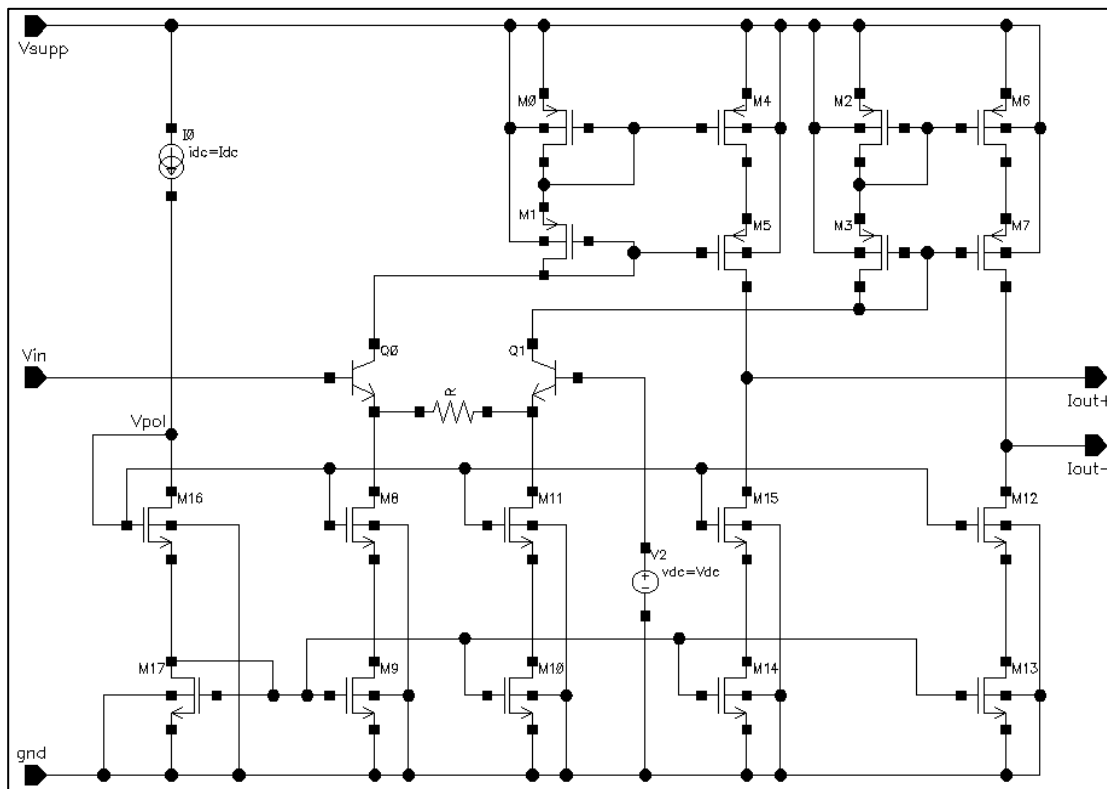 Vsupp
I0
idc=Idc
M0
M4
M2
M6
M1
M5
M3
M7
Vin
Q0
Q1
R
Iout+
Vpol
Iout-
M16
M8
M11
M15
M12
V2
vdc=Vdc
M17
M9
M10
M14
M13
gnd